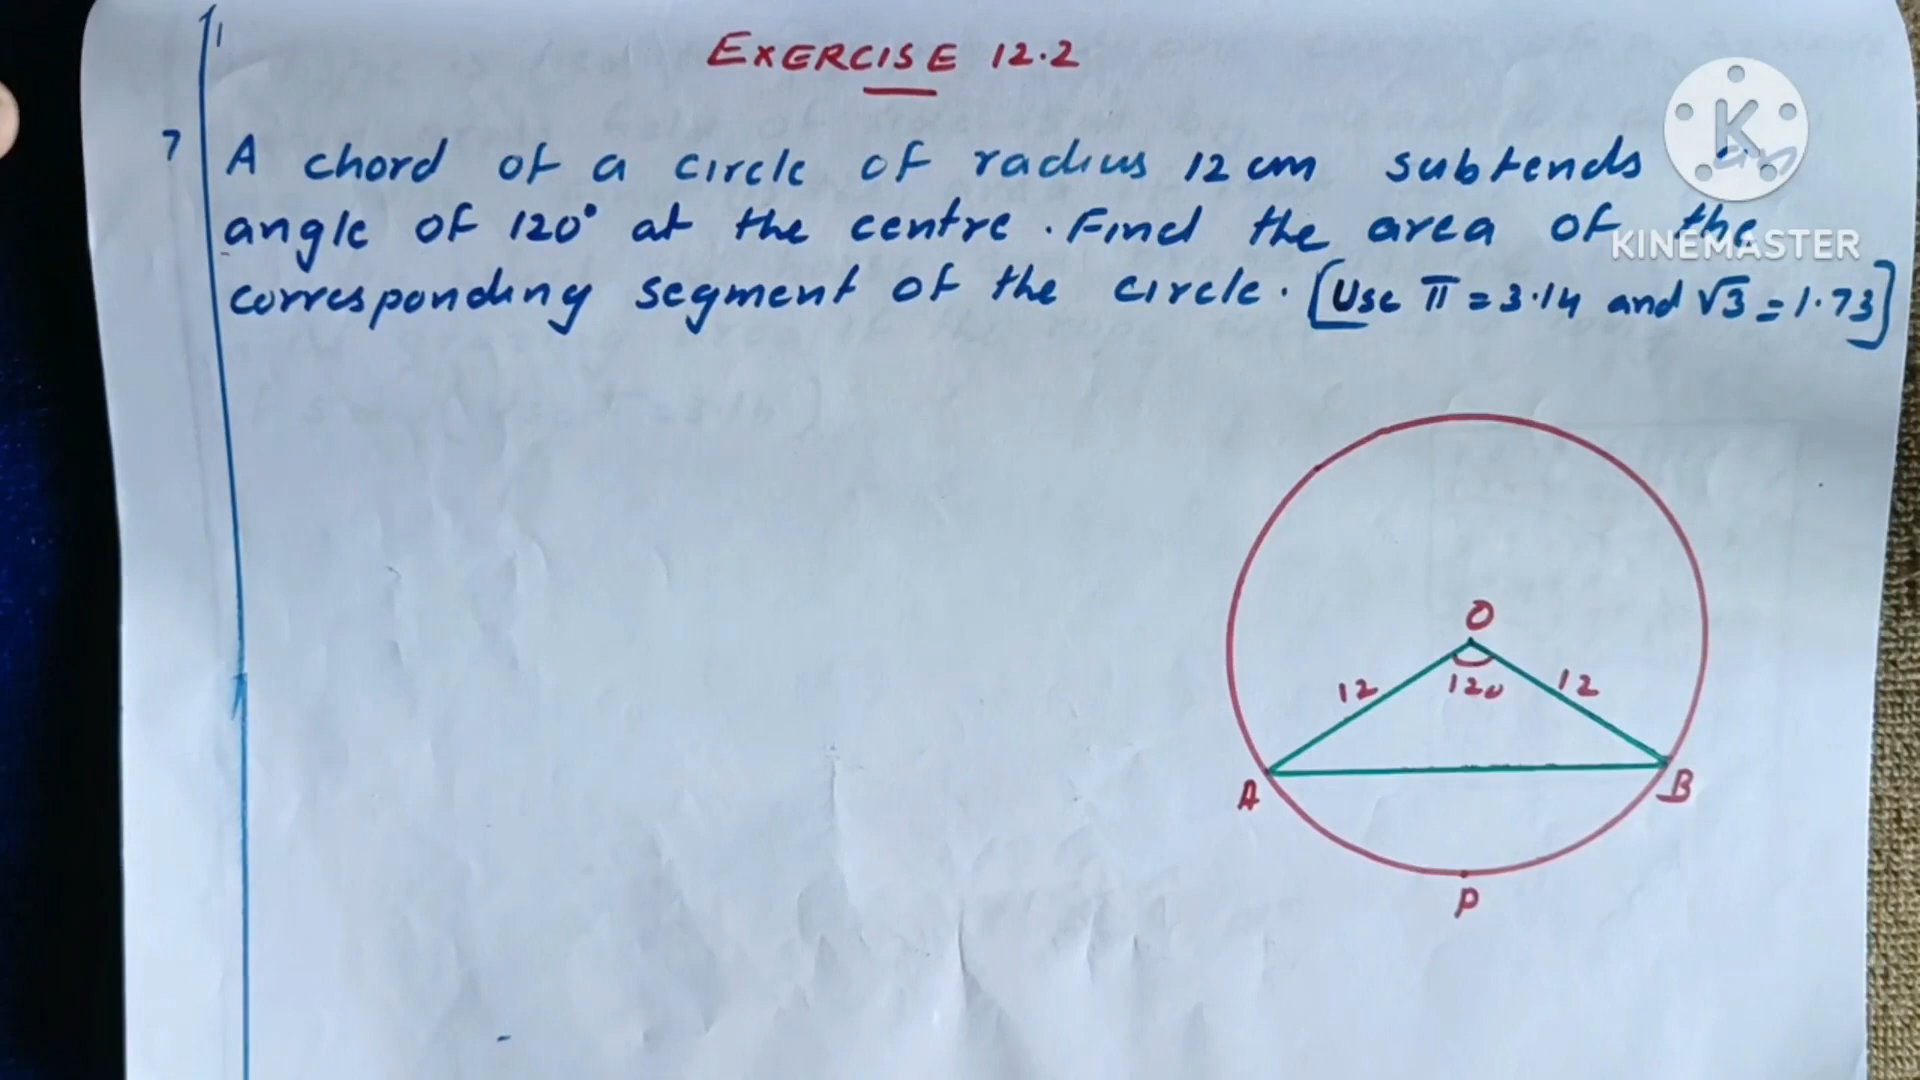 EXERCISE 12.2
7 A chord of a circle of radius 12 cm subtends an
angle of 120° at the centre. Find the area of the
corresponding segment of the circle. [Use π = 3.14 and √3 = 1.73]
K
KINEMASTER
O
12 120 12
A B
P